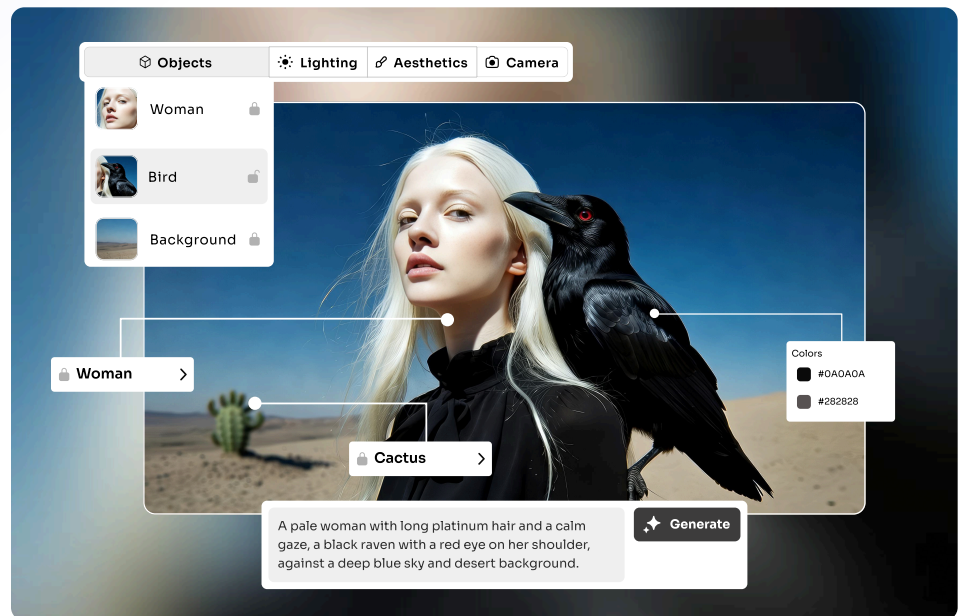 Objects
Lighting
Aesthetics
Camera
Woman
Bird
Background
Woman
Cactus
Colors
#0A0A0A
#282828
A pale woman with long platinum hair and a calm
gaze, a black raven with a red eye on her shoulder,
against a deep blue sky and desert background.
Generate